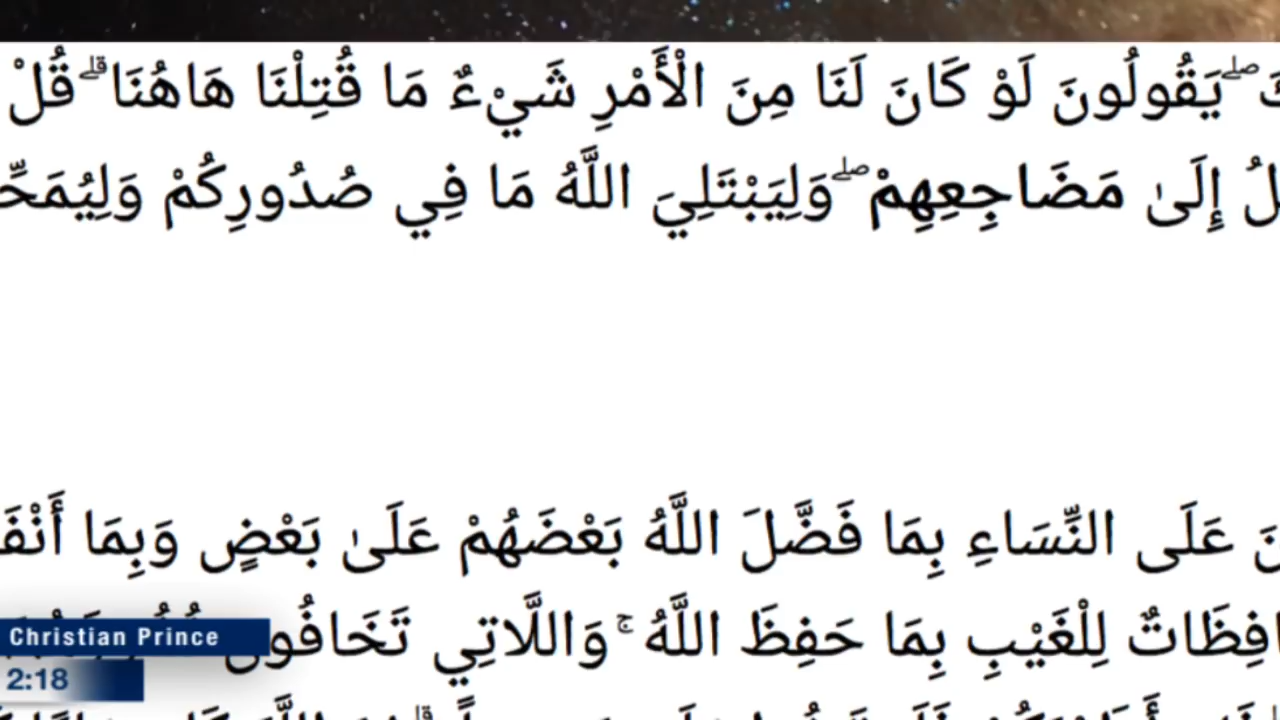 يَقُولُونَ لَوْ كَانَ لَنَا مِنَ الْأَمْرِ شَيْءٌ مَا قُتِلْنَا هَاهُنَا ۗ قُلْ
إِلَىٰ مَضَاجِعِهِمْ ۖ وَلِيَبْتَلِيَ اللَّهُ مَا فِي صُدُورِكُمْ
عَلَى النِّسَاءِ بِمَا فَضَّلَ اللَّهُ بَعْضَهُمْ عَلَىٰ بَعْضٍ وَبِمَا
لِلْغَيْبِ بِمَا حَفِظَ اللَّهُ ۚ وَاللَّاتِي تَخَافُونَ
Christian Prince
2:18